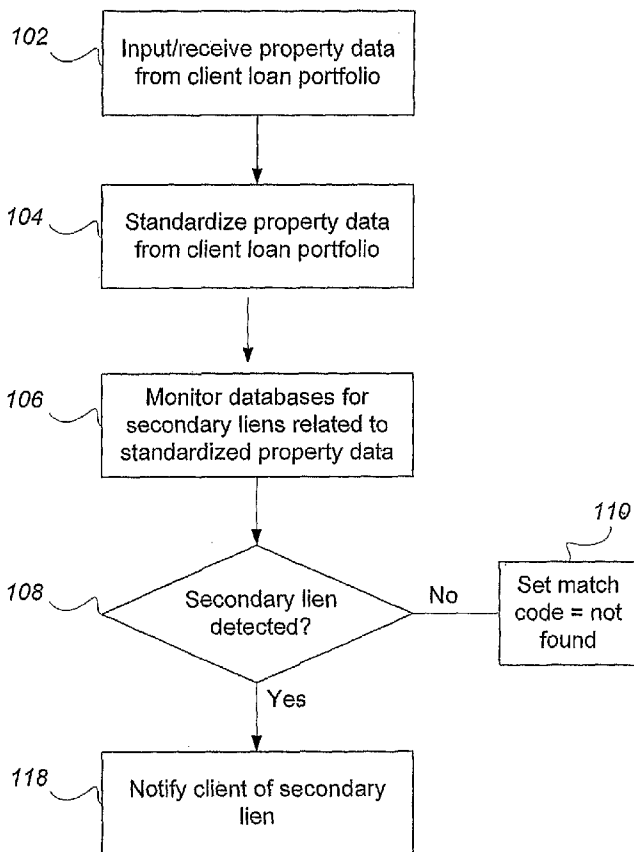 102
Input/receive property data
from client loan portfolio
104
Standardize property data
from client loan portfolio
106
Monitor databases for
secondary liens related to
standardized property data
108
Secondary lien
detected?
No
110
Set match
code = not
found
Yes
118
Notify client of secondary
lien